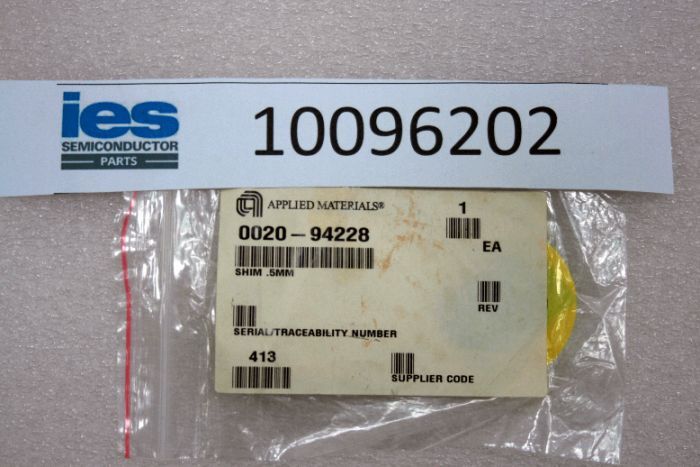 ies
SEMICONDUCTOR
PARTS
10096202
APPLIED MATERIALS®
1
0020-94228
EA
SHIM .5MM
REV
SERIAL/TRACEABILITY NUMBER
413
SUPPLIER CODE